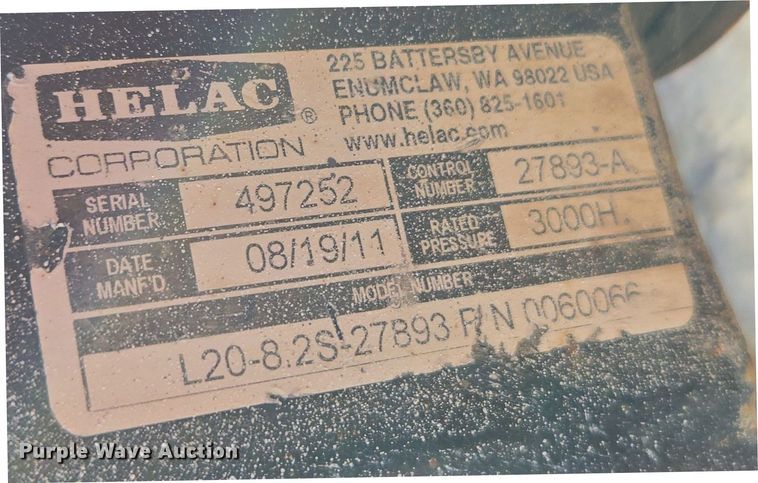 HELAC®
CORPORATION
225 BATTERSBY AVENUE
ENUMCLAW, WA 98022 USA
PHONE (360) 825-1601
www.helac.com
SERIAL NUMBER 497252
CONTROL NUMBER 27893-A
DATE MANF'D. 08/19/11
RATED PRESSURE 3000H
MODEL NUMBER
L20-8.2S-27893 P/N 0060066
Purple Wave Auction